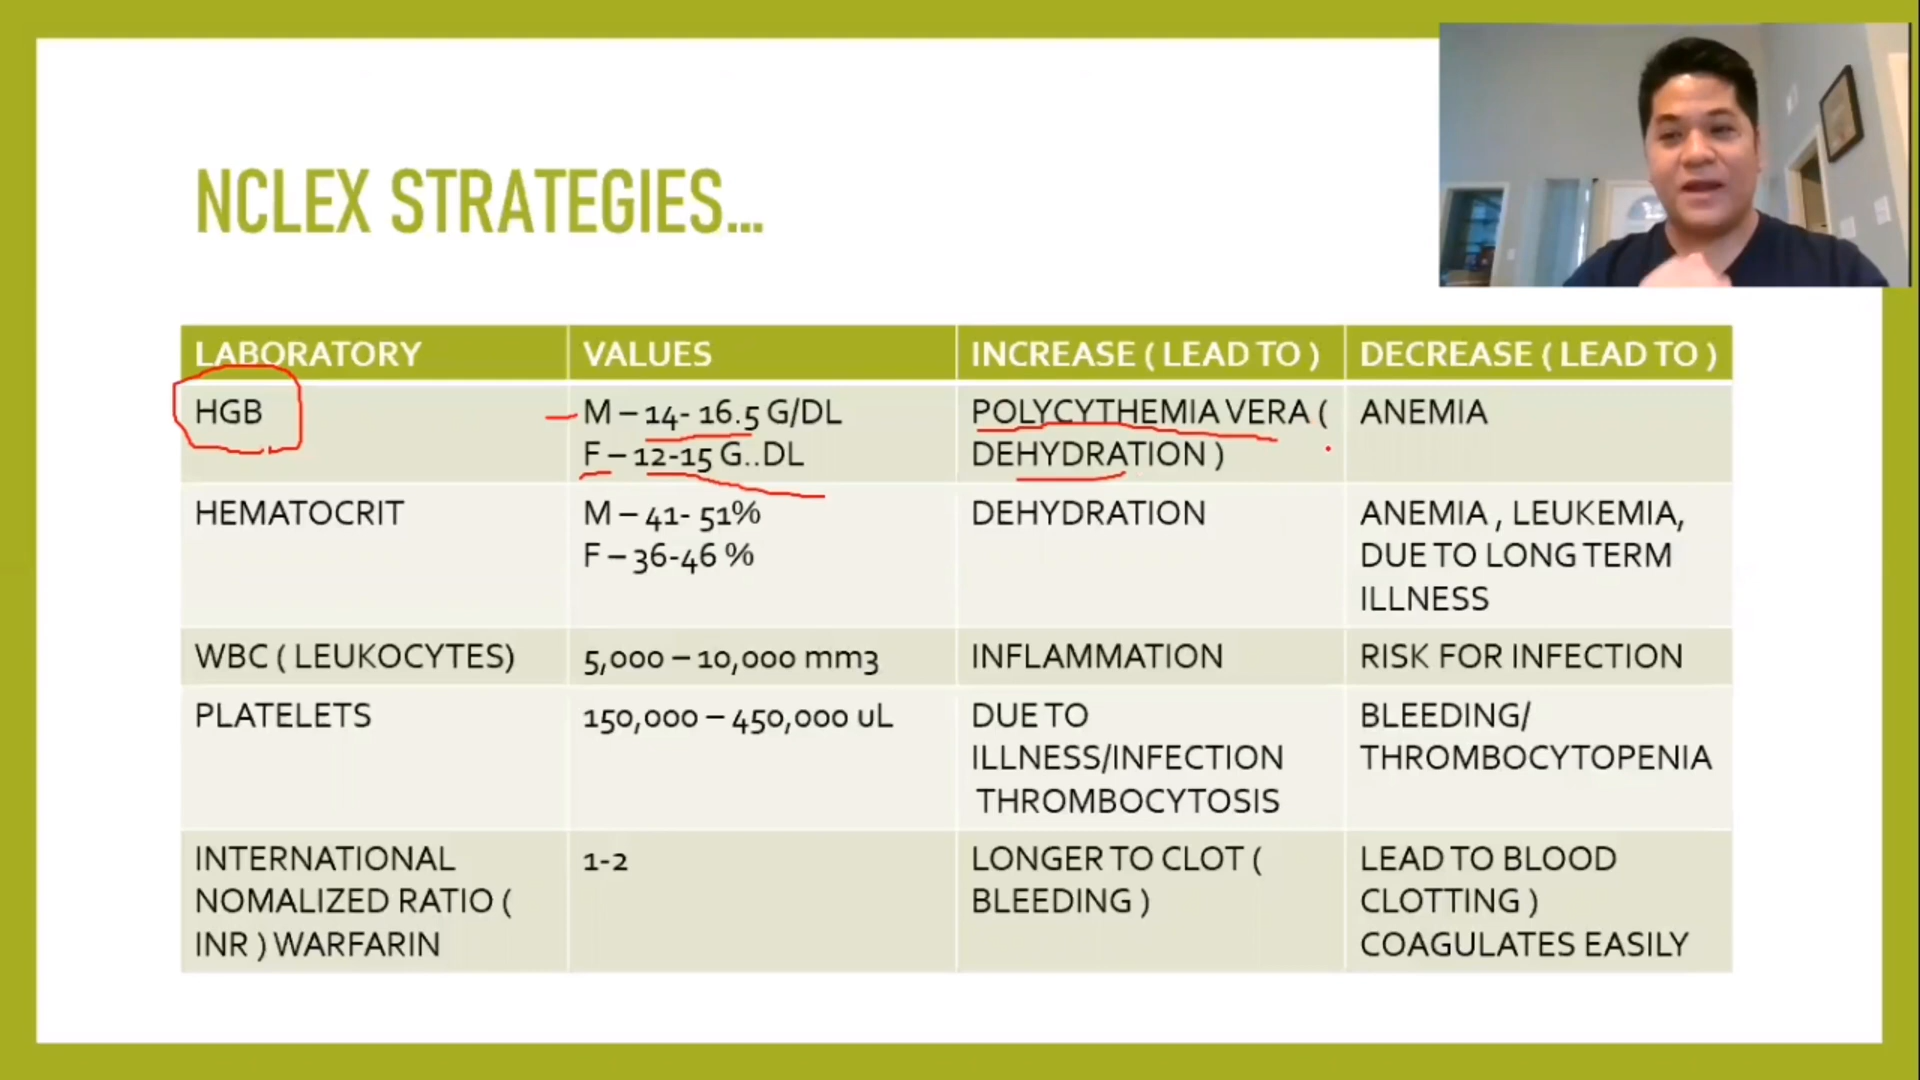 NCLEX STRATEGIES...
LABORATORY VALUES INCREASE ( LEAD TO ) DECREASE ( LEAD TO )
HGB M – 14- 16.5 G/DL POLYCYTHEMIA VERA ( ANEMIA
F – 12-15 G..DL DEHYDRATION )
HEMATOCRIT M – 41- 51% DEHYDRATION ANEMIA , LEUKEMIA,
F – 36-46 % DUE TO LONG TERM
ILLNESS
WBC ( LEUKOCYTES) 5,000 – 10,000 mm3 INFLAMMATION RISK FOR INFECTION
PLATELETS 150,000 – 450,000 uL DUE TO BLEEDING/
ILLNESS/INFECTION THROMBOCYTOPENIA
THROMBOCYTOSIS
INTERNATIONAL 1-2 LONGER TO CLOT ( LEAD TO BLOOD
NOMALIZED RATIO ( BLEEDING ) CLOTTING )
INR ) WARFARIN COAGULATES EASILY